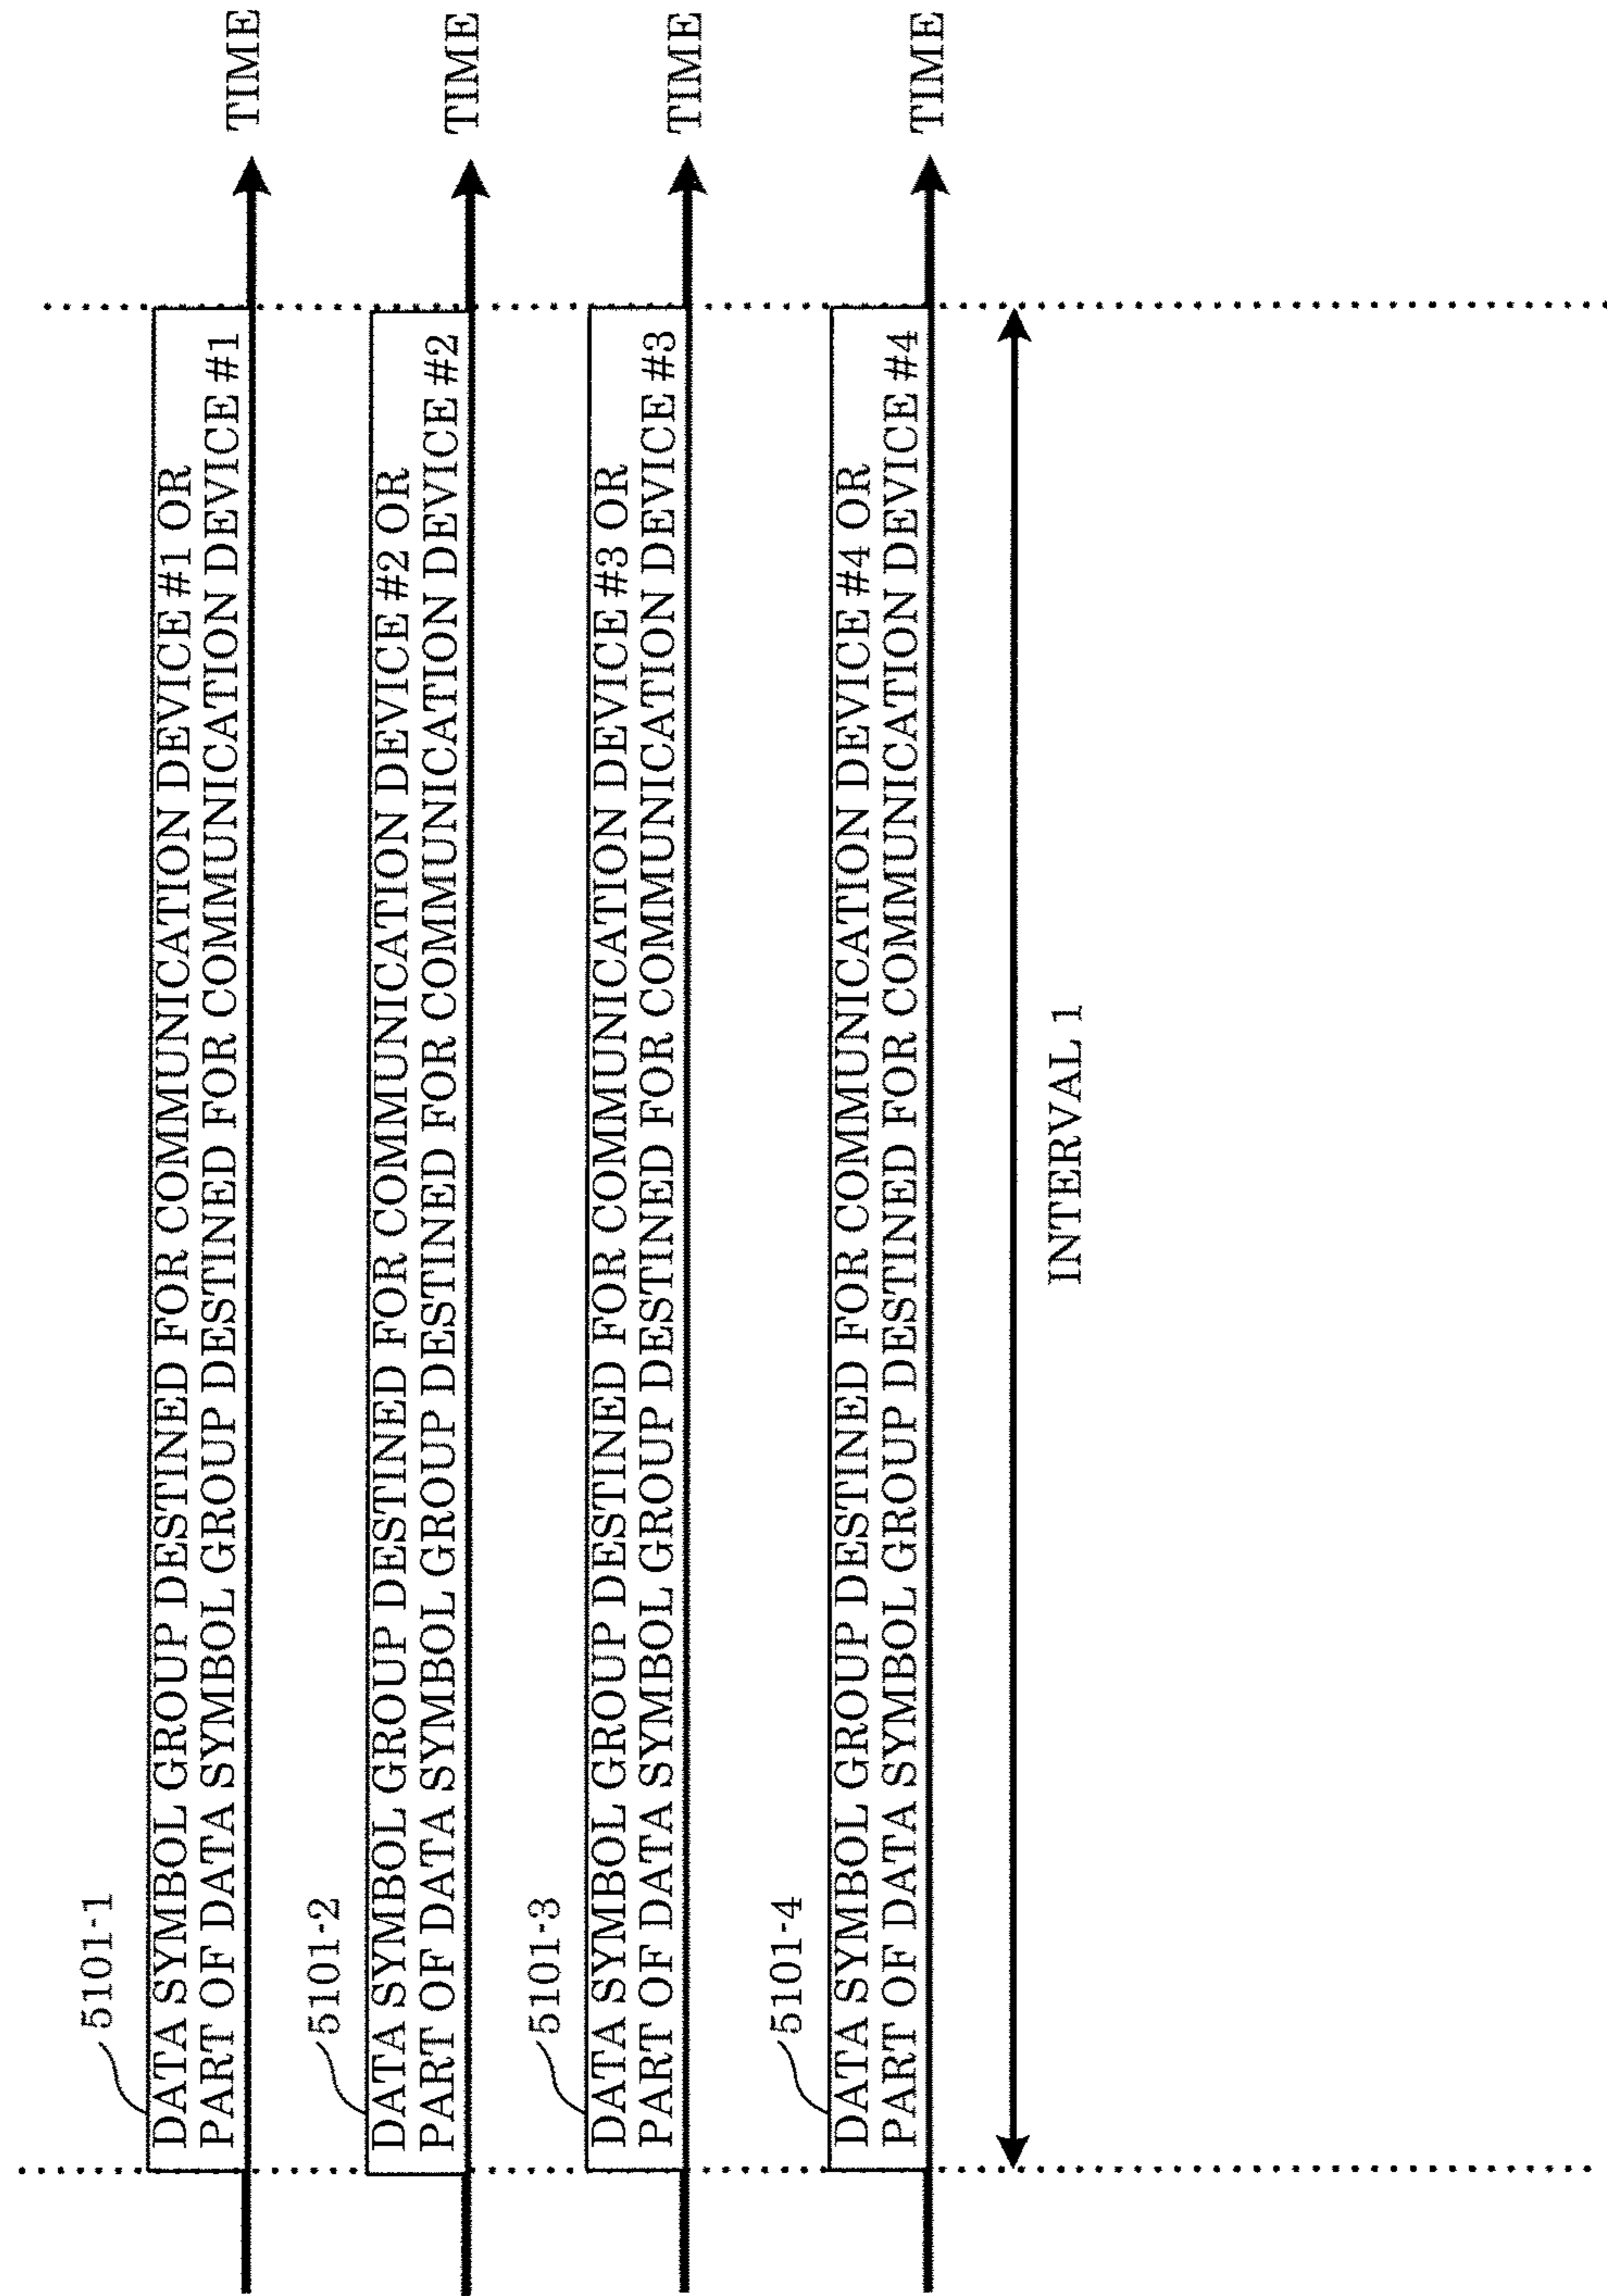 5101-1
DATA SYMBOL GROUP DESTINED FOR COMMUNICATION DEVICE #1 OR
PART OF DATA SYMBOL GROUP DESTINED FOR COMMUNICATION DEVICE #1
TIME
5101-2
DATA SYMBOL GROUP DESTINED FOR COMMUNICATION DEVICE #2 OR
PART OF DATA SYMBOL GROUP DESTINED FOR COMMUNICATION DEVICE #2
TIME
5101-3
DATA SYMBOL GROUP DESTINED FOR COMMUNICATION DEVICE #3 OR
PART OF DATA SYMBOL GROUP DESTINED FOR COMMUNICATION DEVICE #3
TIME
5101-4
DATA SYMBOL GROUP DESTINED FOR COMMUNICATION DEVICE #4 OR
PART OF DATA SYMBOL GROUP DESTINED FOR COMMUNICATION DEVICE #4
TIME
INTERVAL 1